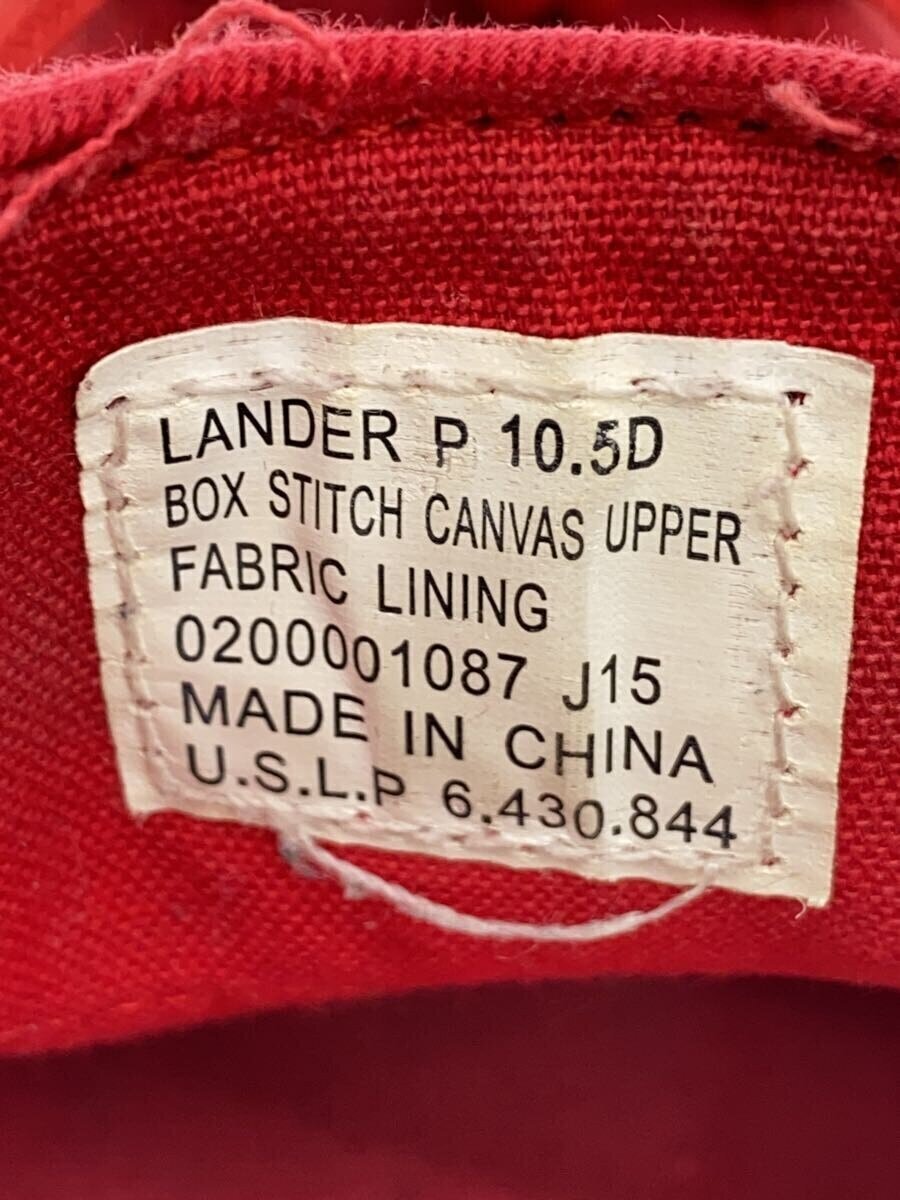 LANDER P 10.5D
BOX STITCH CANVAS UPPER
FABRIC LINING
0200001087 J15
MADE IN CHINA
U.S.L.P 6.430.844